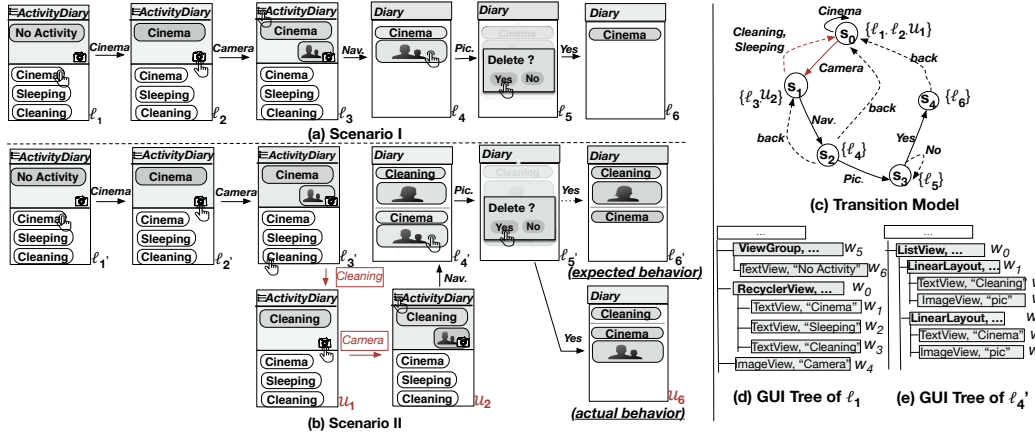 ActivityDiary
No Activity
Cinema
Sleeping
Cleaning
ℓ1
Cinema
ActivityDiary
Cinema
Cinema
Sleeping
Cleaning
ℓ2
Camera
ActivityDiary
Cinema
Cinema
Sleeping
Cleaning
ℓ3
Nav.
Diary
Cinema
ℓ4
Pic.
Diary
Delete ?
Yes No
ℓ5
Yes
Diary
Cinema
ℓ6
(a) Scenario I
ActivityDiary
No Activity
Cinema
Sleeping
Cleaning
ℓ1'
Cinema
ActivityDiary
Cinema
Cinema
Sleeping
Cleaning
ℓ2'
Camera
ActivityDiary
Cinema
Cinema
Sleeping
Cleaning
ℓ3'
Diary
Cleaning
Cinema
ℓ4'
Pic.
Diary
Delete ?
Yes No
ℓ5'
Yes
Diary
Cleaning
Cinema
ℓ6'
(expected behavior)
Cleaning
ActivityDiary
Cleaning
Cinema
Sleeping
Cleaning
u1
Camera
ActivityDiary
Cleaning
Cinema
Sleeping
Cleaning
u2
Nav.
Yes
Diary
Cleaning
Cinema
u6
(actual behavior)
(b) Scenario II
Cinema
Cleaning,
Sleeping
s0
{ℓ1, ℓ2, u1}
Camera
back
s1
{ℓ3, u2}
s4
{ℓ6}
back
Nav.
back
Yes
No
s2
{ℓ4}
s3
{ℓ5}
Pic.
(c) Transition Model
...
ViewGroup, ... w5
TextView, "No Activity" w6
RecyclerView, ... w0
TextView, "Cinema" w1
TextView, "Sleeping" w2
TextView, "Cleaning" w3
ImageView, "Camera" w4
(d) GUI Tree of ℓ1
...
ListView, ... w0
LinearLayout, ... w1
TextView, "Cleaning"
ImageView, "pic"
LinearLayout, ...
TextView, "Cinema"
ImageView, "pic"
(e) GUI Tree of ℓ4'